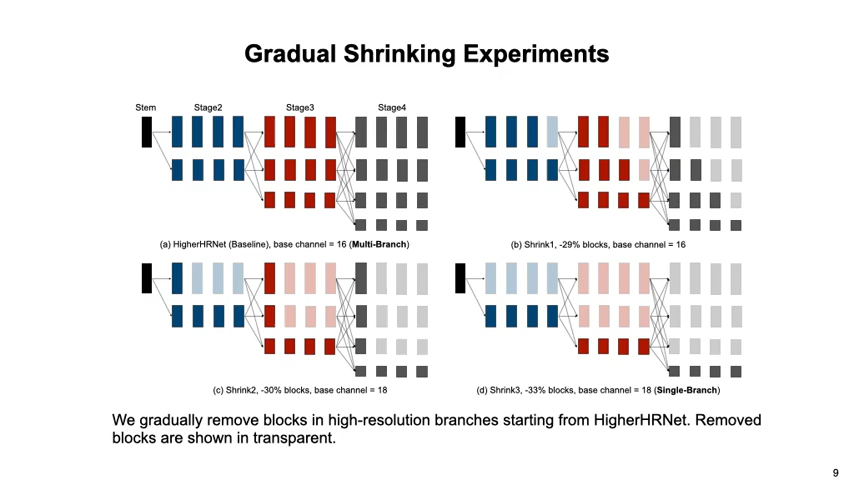 Gradual Shrinking Experiments
Stem Stage2 Stage3 Stage4
(a) HigherHRNet (Baseline), base channel = 16 (Multi-Branch)
(b) Shrink1, -29% blocks, base channel = 16
(c) Shrink2, -30% blocks, base channel = 18
(d) Shrink3, -33% blocks, base channel = 18 (Single-Branch)
We gradually remove blocks in high-resolution branches starting from HigherHRNet. Removed
blocks are shown in transparent.
9